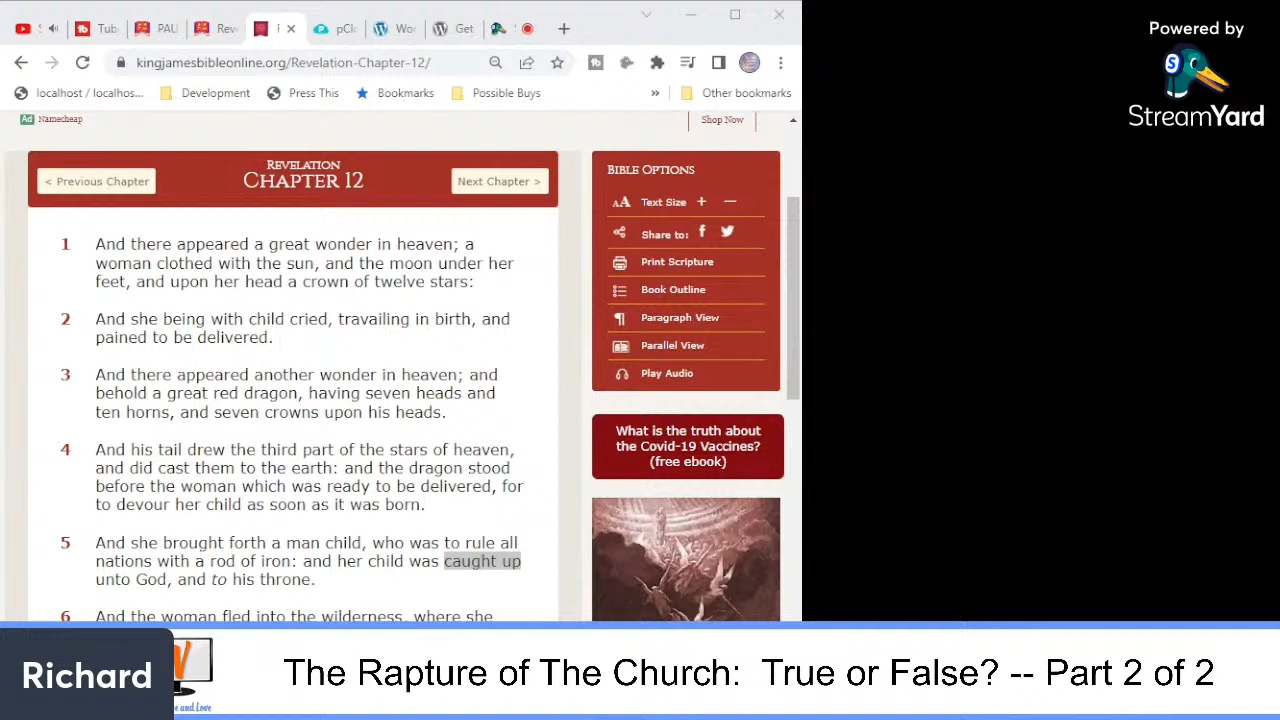 S
Tub
PAU
Reve
F
pClo
Wor
Get
S
kingjamesbibleonline.org/Revelation-Chapter-12/
localhost / localhos...
Development
Press This
Bookmarks
Possible Buys
»
Other bookmarks
Powered by
StreamYard
Ad Namecheap
Shop Now
< Previous Chapter
REVELATION
CHAPTER 12
Next Chapter >
1 And there appeared a great wonder in heaven; a
woman clothed with the sun, and the moon under her
feet, and upon her head a crown of twelve stars:
2 And she being with child cried, travailing in birth, and
pained to be delivered.
3 And there appeared another wonder in heaven; and
behold a great red dragon, having seven heads and
ten horns, and seven crowns upon his heads.
4 And his tail drew the third part of the stars of heaven,
and did cast them to the earth: and the dragon stood
before the woman which was ready to be delivered, for
to devour her child as soon as it was born.
5 And she brought forth a man child, who was to rule all
nations with a rod of iron: and her child was caught up
unto God, and to his throne.
6 And the woman fled into the wilderness, where she
BIBLE OPTIONS
AA Text Size + −
Share to:
Print Scripture
Book Outline
Paragraph View
Parallel View
Play Audio
What is the truth about
the Covid-19 Vaccines?
(free ebook)
Richard
e and Love
The Rapture of The Church: True or False? -- Part 2 of 2